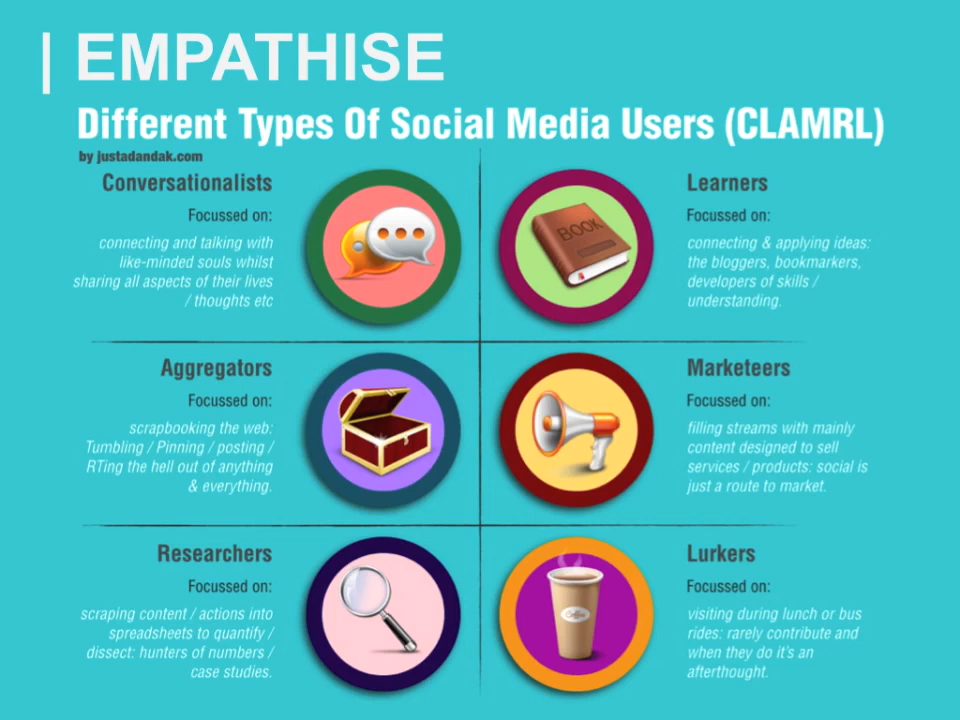 | EMPATHISE
Different Types Of Social Media Users (CLAMRL)
by justadandak.com
Conversationalists
Focussed on:
connecting and talking with
like-minded souls whilst
sharing all aspects of their lives
/ thoughts etc
Learners
Focussed on:
connecting & applying ideas:
the bloggers, bookmarkers,
developers of skills /
understanding.
BOOK
Aggregators
Focussed on:
scrapbooking the web:
Tumbling / Pinning / posting /
RTing the hell out of anything
& everything.
Marketeers
Focussed on:
filling streams with mainly
content designed to sell
services / products: social is
just a route to market.
Researchers
Focussed on:
scraping content / actions into
spreadsheets to quantify /
dissect: hunters of numbers /
case studies.
Coffee
Lurkers
Focussed on:
visiting during lunch or bus
rides: rarely contribute and
when they do it's an
afterthought.